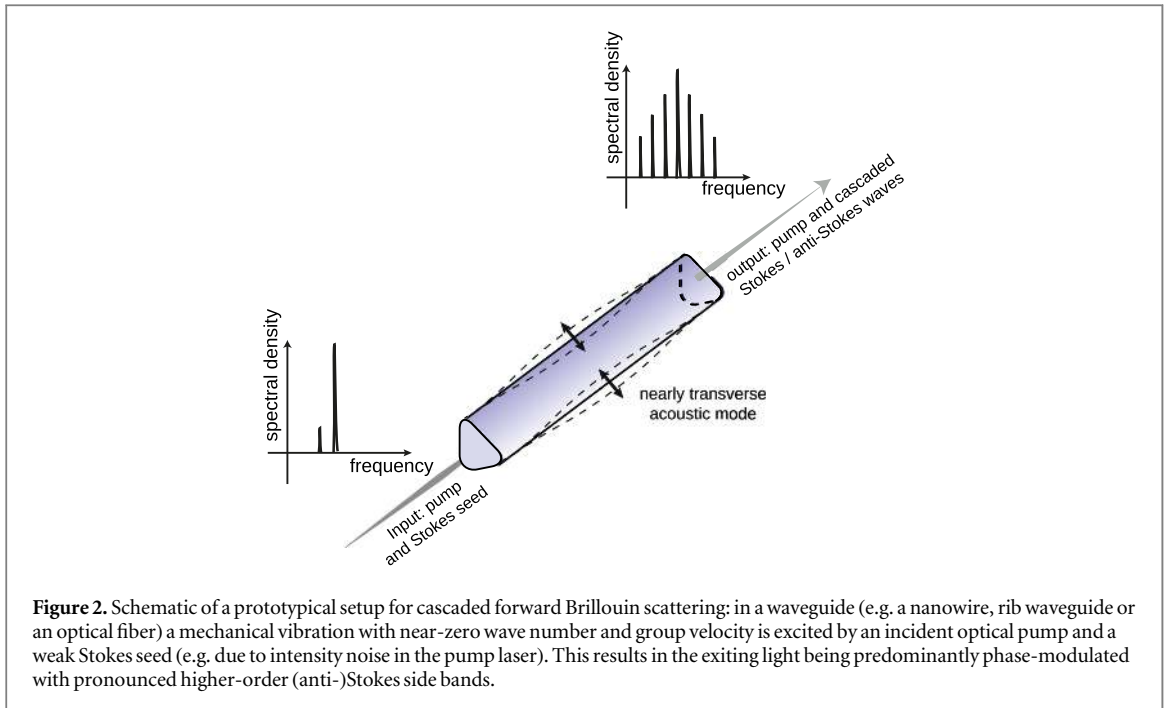 spectral density
frequency
output: pump and cascaded
Stokes / anti-Stokes waves
spectral density
frequency
nearly transverse
acoustic mode
Input: pump
and Stokes seed
Figure 2. Schematic of a prototypical setup for cascaded forward Brillouin scattering: in a waveguide (e.g. a nanowire, rib waveguide or
an optical fiber) a mechanical vibration with near-zero wave number and group velocity is excited by an incident optical pump and a
weak Stokes seed (e.g. due to intensity noise in the pump laser). This results in the exiting light being predominantly phase-modulated
with pronounced higher-order (anti-)Stokes side bands.